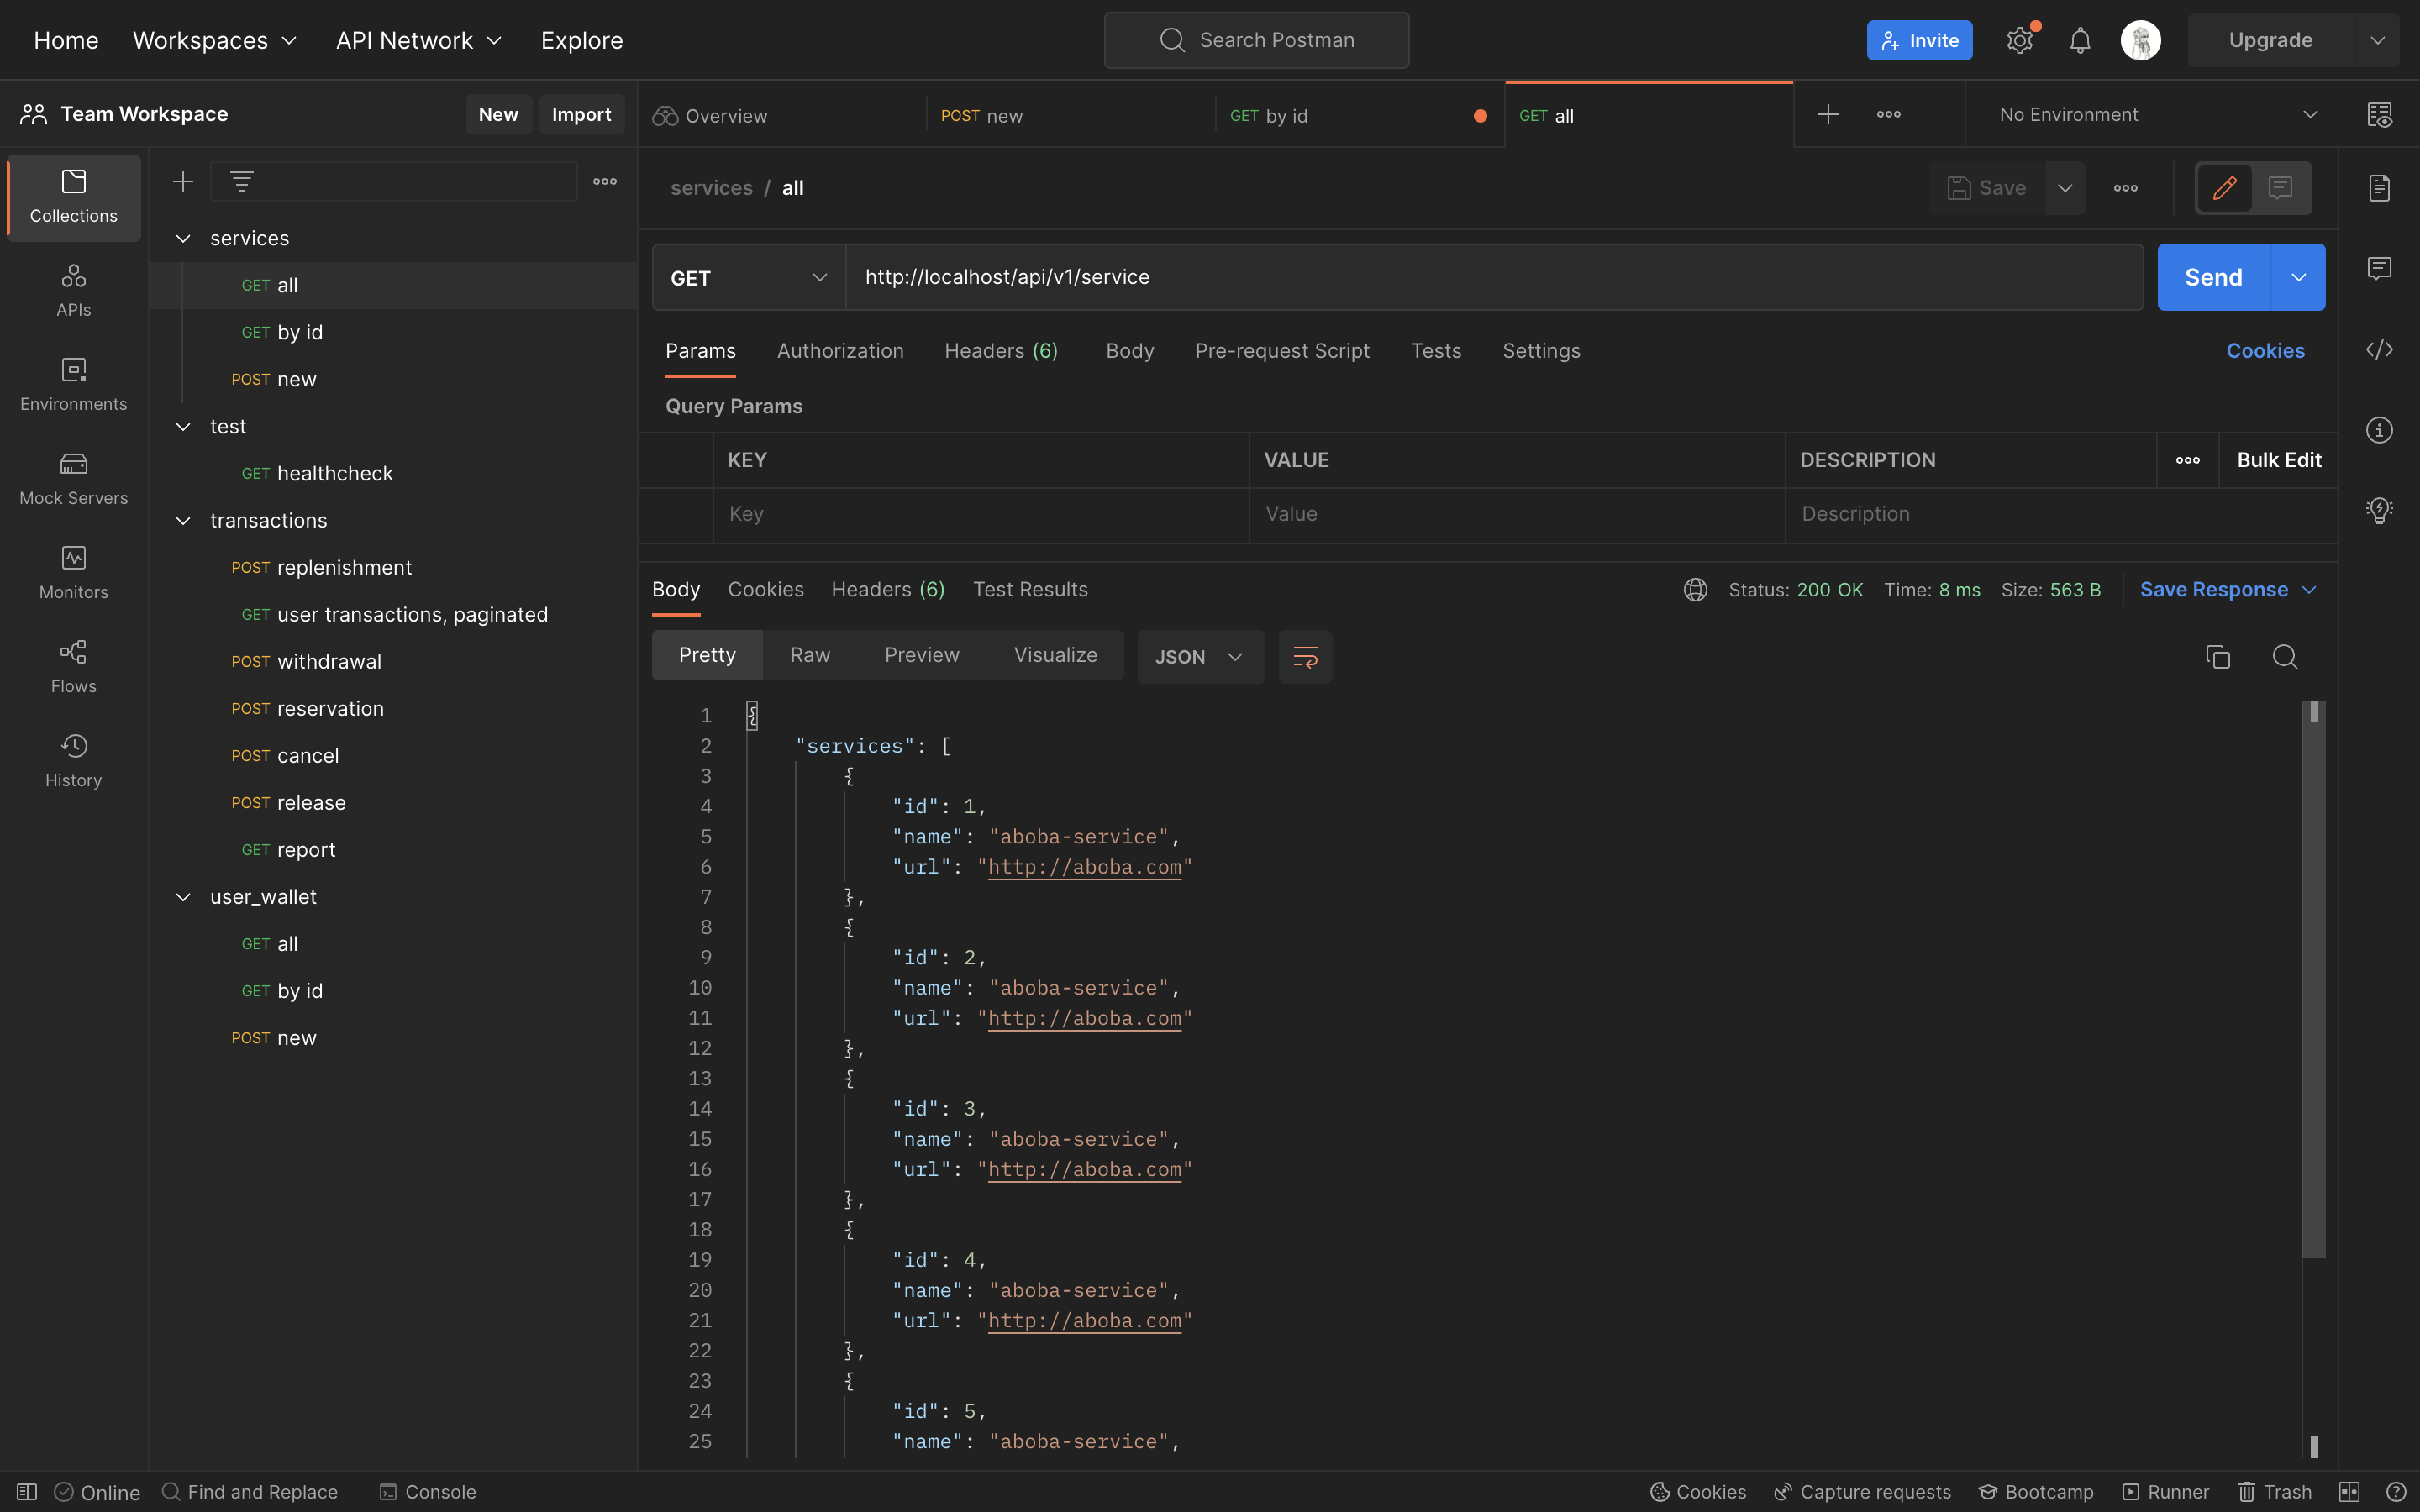 Home Workspaces API Network Explore Search Postman Invite Upgrade
Team Workspace New Import
Overview POST new GET by id GET all No Environment
Collections
APIs
Environments
Mock Servers
Monitors
Flows
History
services
GET all
GET by id
POST new
test
GET healthcheck
transactions
POST replenishment
GET user transactions, paginated
POST withdrawal
POST reservation
POST cancel
POST release
GET report
user_wallet
GET all
GET by id
POST new
services / all Save
GET http://localhost/api/v1/service Send
Params Authorization Headers (6) Body Pre-request Script Tests Settings Cookies
Query Params
KEY VALUE DESCRIPTION Bulk Edit
Key Value Description
Body Cookies Headers (6) Test Results Status: 200 OK Time: 8 ms Size: 563 B Save Response
Pretty Raw Preview Visualize JSON
1 {
2 "services": [
3 {
4 "id": 1,
5 "name": "aboba-service",
6 "url": "http://aboba.com"
7 },
8 {
9 "id": 2,
10 "name": "aboba-service",
11 "url": "http://aboba.com"
12 },
13 {
14 "id": 3,
15 "name": "aboba-service",
16 "url": "http://aboba.com"
17 },
18 {
19 "id": 4,
20 "name": "aboba-service",
21 "url": "http://aboba.com"
22 },
23 {
24 "id": 5,
25 "name": "aboba-service",
Online Find and Replace Console Cookies Capture requests Bootcamp Runner Trash